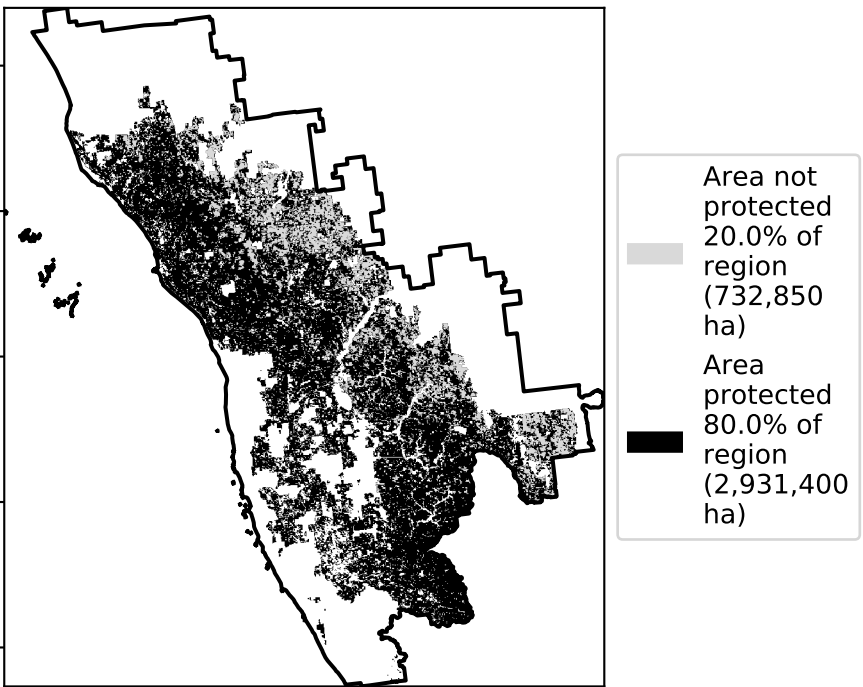 Area not
protected
20.0% of
region
(732,850
ha)
Area
protected
80.0% of
region
(2,931,400
ha)